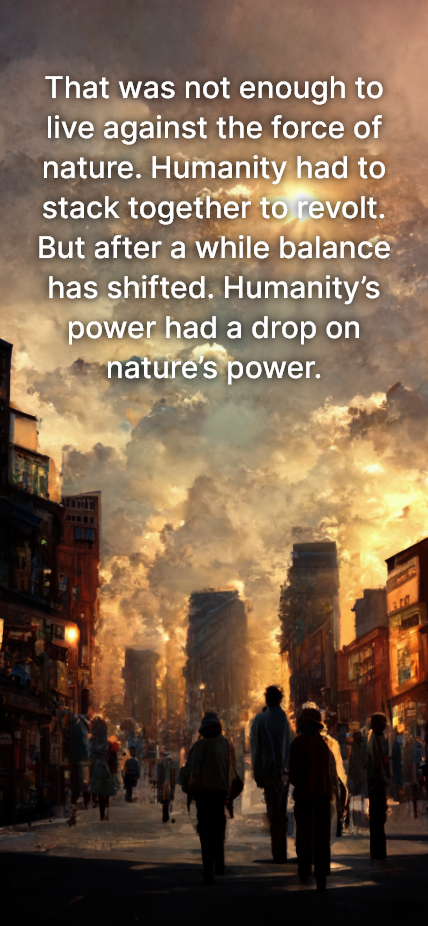 That was not enough to
live against the force of
nature. Humanity had to
stack together to revolt.
But after a while balance
has shifted. Humanity’s
power had a drop on
nature’s power.